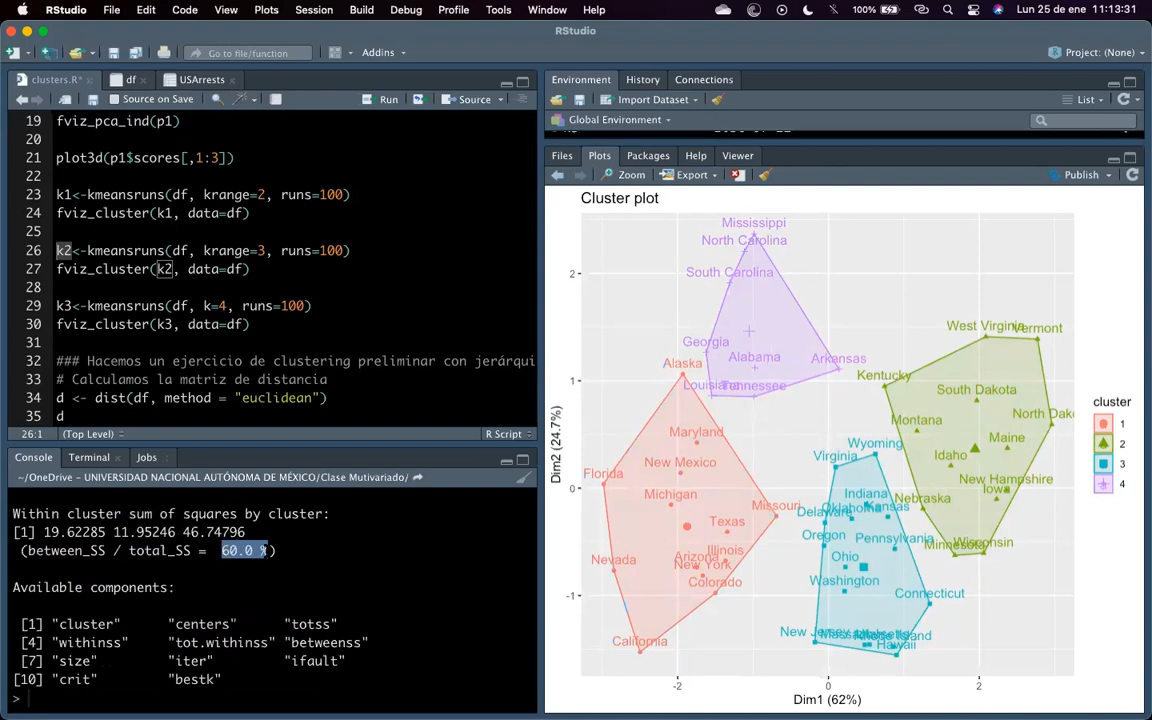 RStudio File Edit Code View Plots Session Build Debug Profile Tools Window Help 100% Lun 25 de ene 11:13:31
RStudio
Go to file/function Addins Project: (None)
clusters.R* df USArrests
Source on Save Run Source
19 fviz_pca_ind(p1)
20
21 plot3d(p1$scores[,1:3])
22
23 k1<-kmeansruns(df, krange=2, runs=100)
24 fviz_cluster(k1, data=df)
25
26 k2<-kmeansruns(df, krange=3, runs=100)
27 fviz_cluster(k2, data=df)
28
29 k3<-kmeansruns(df, k=4, runs=100)
30 fviz_cluster(k3, data=df)
31
32 ### Hacemos un ejercicio de clustering preliminar con jerárqui
33 # Calculamos la matriz de distancia
34 d <- dist(df, method = "euclidean")
35 d
26:1 (Top Level) R Script
Console Terminal Jobs
~/OneDrive – UNIVERSIDAD NACIONAL AUTÓNOMA DE MÉXICO/Clase Mutivariado/
Within cluster sum of squares by cluster:
[1] 19.62285 11.95246 46.74796
(between_SS / total_SS = 60.0 %)
Available components:
[1] "cluster" "centers" "totss"
[4] "withinss" "tot.withinss" "betweenss"
[7] "size" "iter" "ifault"
[10] "crit" "bestk"
>
Environment History Connections
Import Dataset List
Global Environment
Files Plots Packages Help Viewer
Zoom Export Publish
Cluster plot
Mississippi
North Carolina
South Carolina
Georgia
Alabama
Arkansas
Alaska
Louisiana
Tennessee
West Virginia
Vermont
Kentucky
South Dakota
North Dak
Montana
Maine
Idaho
New Hampshire
Iowa
Nebraska
Minnesota
Wisconsin
Maryland
Florida
New Mexico
Michigan
Missouri
Texas
Illinois
Arizona
New York
Nevada
Colorado
California
Wyoming
Virginia
Indiana
Kansas
Delaware
Oklahoma
Oregon
Pennsylvania
Ohio
Washington
Connecticut
New Jersey
Massachusetts
Rhode Island
Hawaii
2
1
0
-1
Dim2 (24.7%)
-2 0 2
Dim1 (62%)
cluster
1
2
3
4